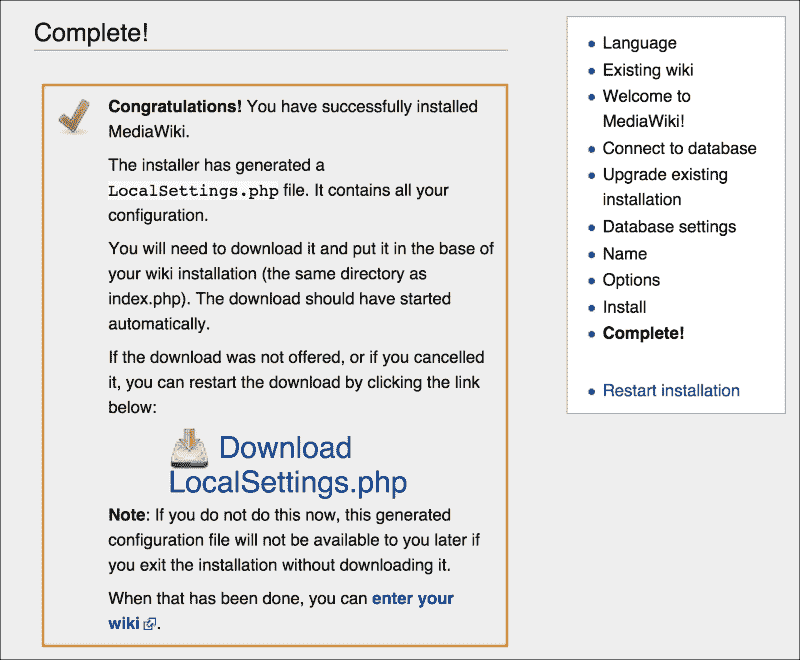 Complete!
Congratulations! You have successfully installed
MediaWiki.
The installer has generated a
LocalSettings.php file. It contains all your
configuration.
You will need to download it and put it in the base of
your wiki installation (the same directory as
index.php). The download should have started
automatically.
If the download was not offered, or if you cancelled
it, you can restart the download by clicking the link
below:
Download
LocalSettings.php
Note: If you do not do this now, this generated
configuration file will not be available to you later if
you exit the installation without downloading it.
When that has been done, you can enter your
wiki.
Language
Existing wiki
Welcome to
MediaWiki!
Connect to database
Upgrade existing
installation
Database settings
Name
Options
Install
Complete!
Restart installation